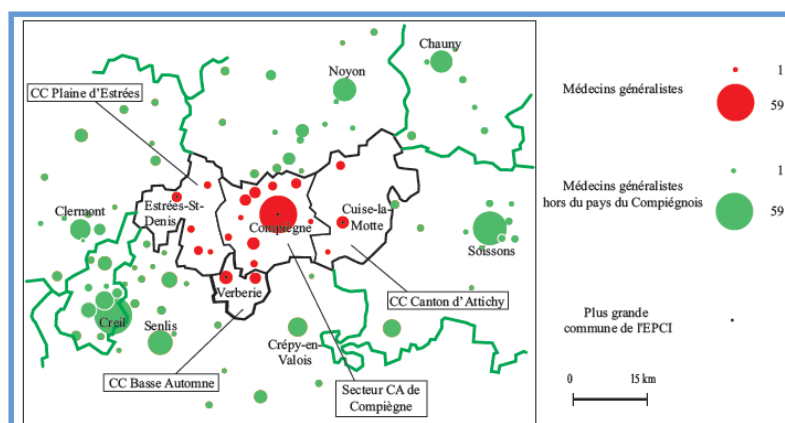 Chauny
Noyon
CC Plaine d'Estrées
Estrées-St-
Denis
Clermont
Compiègne
Cuise-la-
Motte
Soissons
Verberie
CC Canton d'Attichy
Creil
Senlis
Crépy-en-
Valois
CC Basse Automne
Secteur CA de
Compiègne
Médecins généralistes
1
59
Médecins généralistes
hors du pays du Compiégnois
1
59
Plus grande
commune de l'EPCI
0
15 km